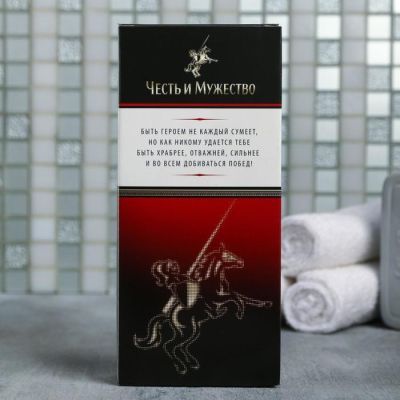 Честь и Мужество
Быть героем не каждый сумеет,
но как никому удается тебе
быть храбрее, отважней, сильнее
и во всем добиваться побед!